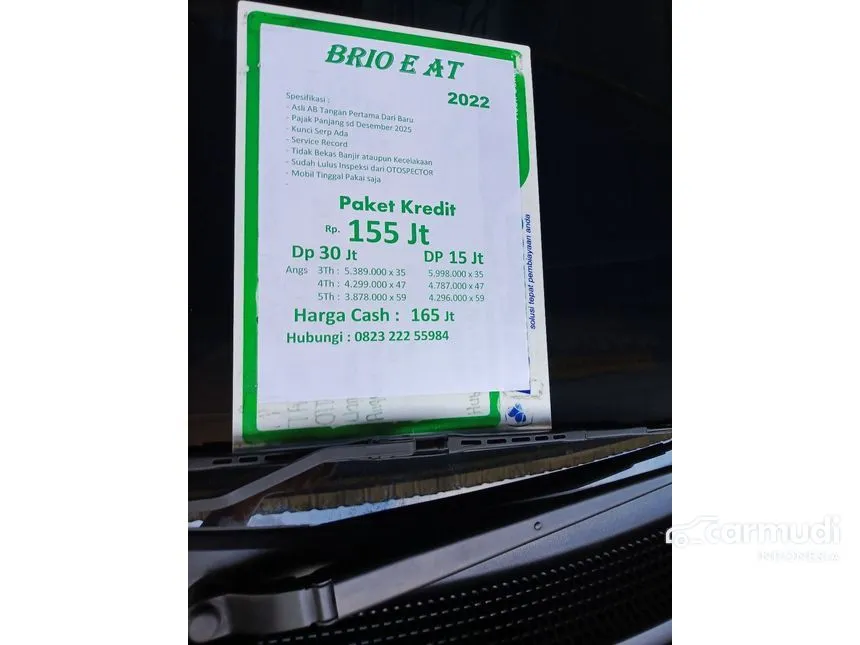 BRIO E AT
2022
Spesifikasi :
- Asli AB Tangan Pertama Dari Baru
- Pajak Panjang sd Desember 2025
- Kunci Serp Ada
- Service Record
- Tidak Bekas Banjir ataupun Kecelakaan
- Sudah Lulus Inspeksi dari OTOSPECTOR
- Mobil Tinggal Pakai saja
-
Paket Kredit
Rp. 155 Jt
Dp 30 Jt DP 15 Jt
Angs 3Th : 5.389.000 x 35 5.998.000 x 35
4Th : 4.299.000 x 47 4.787.000 x 47
5Th : 3.878.000 x 59 4.296.000 x 59
Harga Cash : 165 Jt
Hubungi : 0823 222 55984
solusi tepat pembiayaan anda
carmudi
INDONESIA